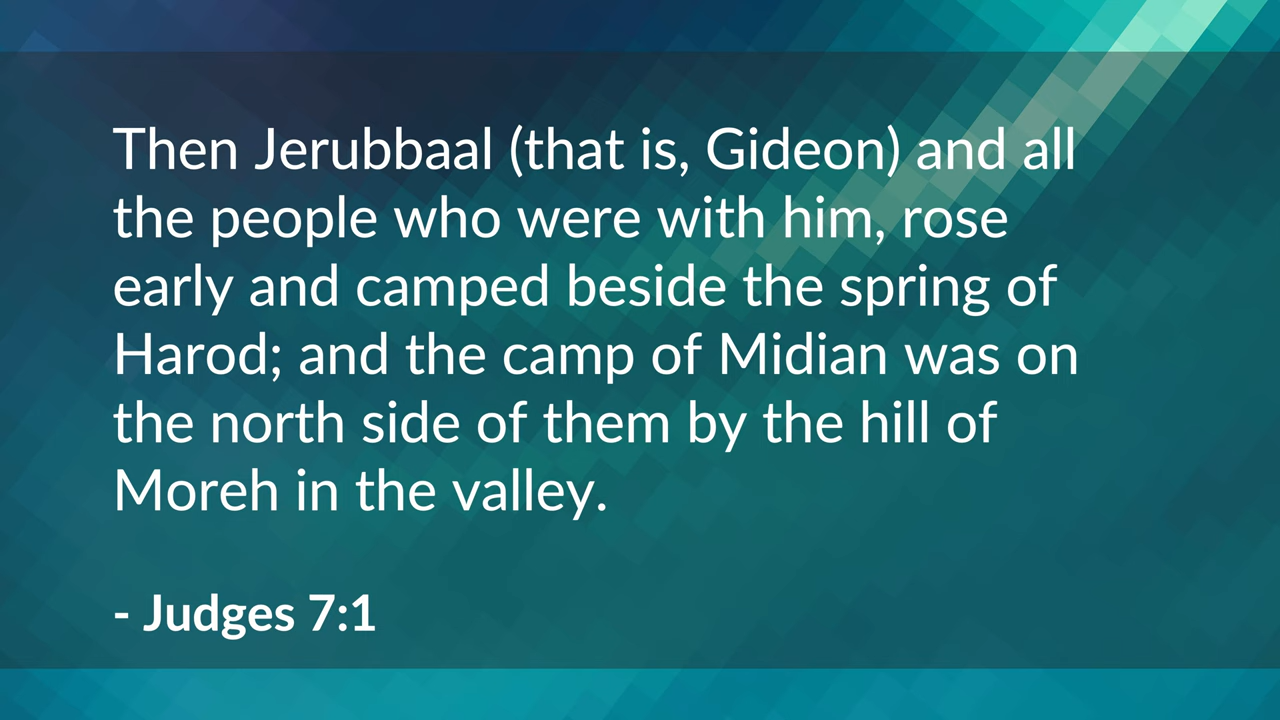 Then Jerubbaal (that is, Gideon) and all
the people who were with him, rose
early and camped beside the spring of
Harod; and the camp of Midian was on
the north side of them by the hill of
Moreh in the valley.
- Judges 7:1